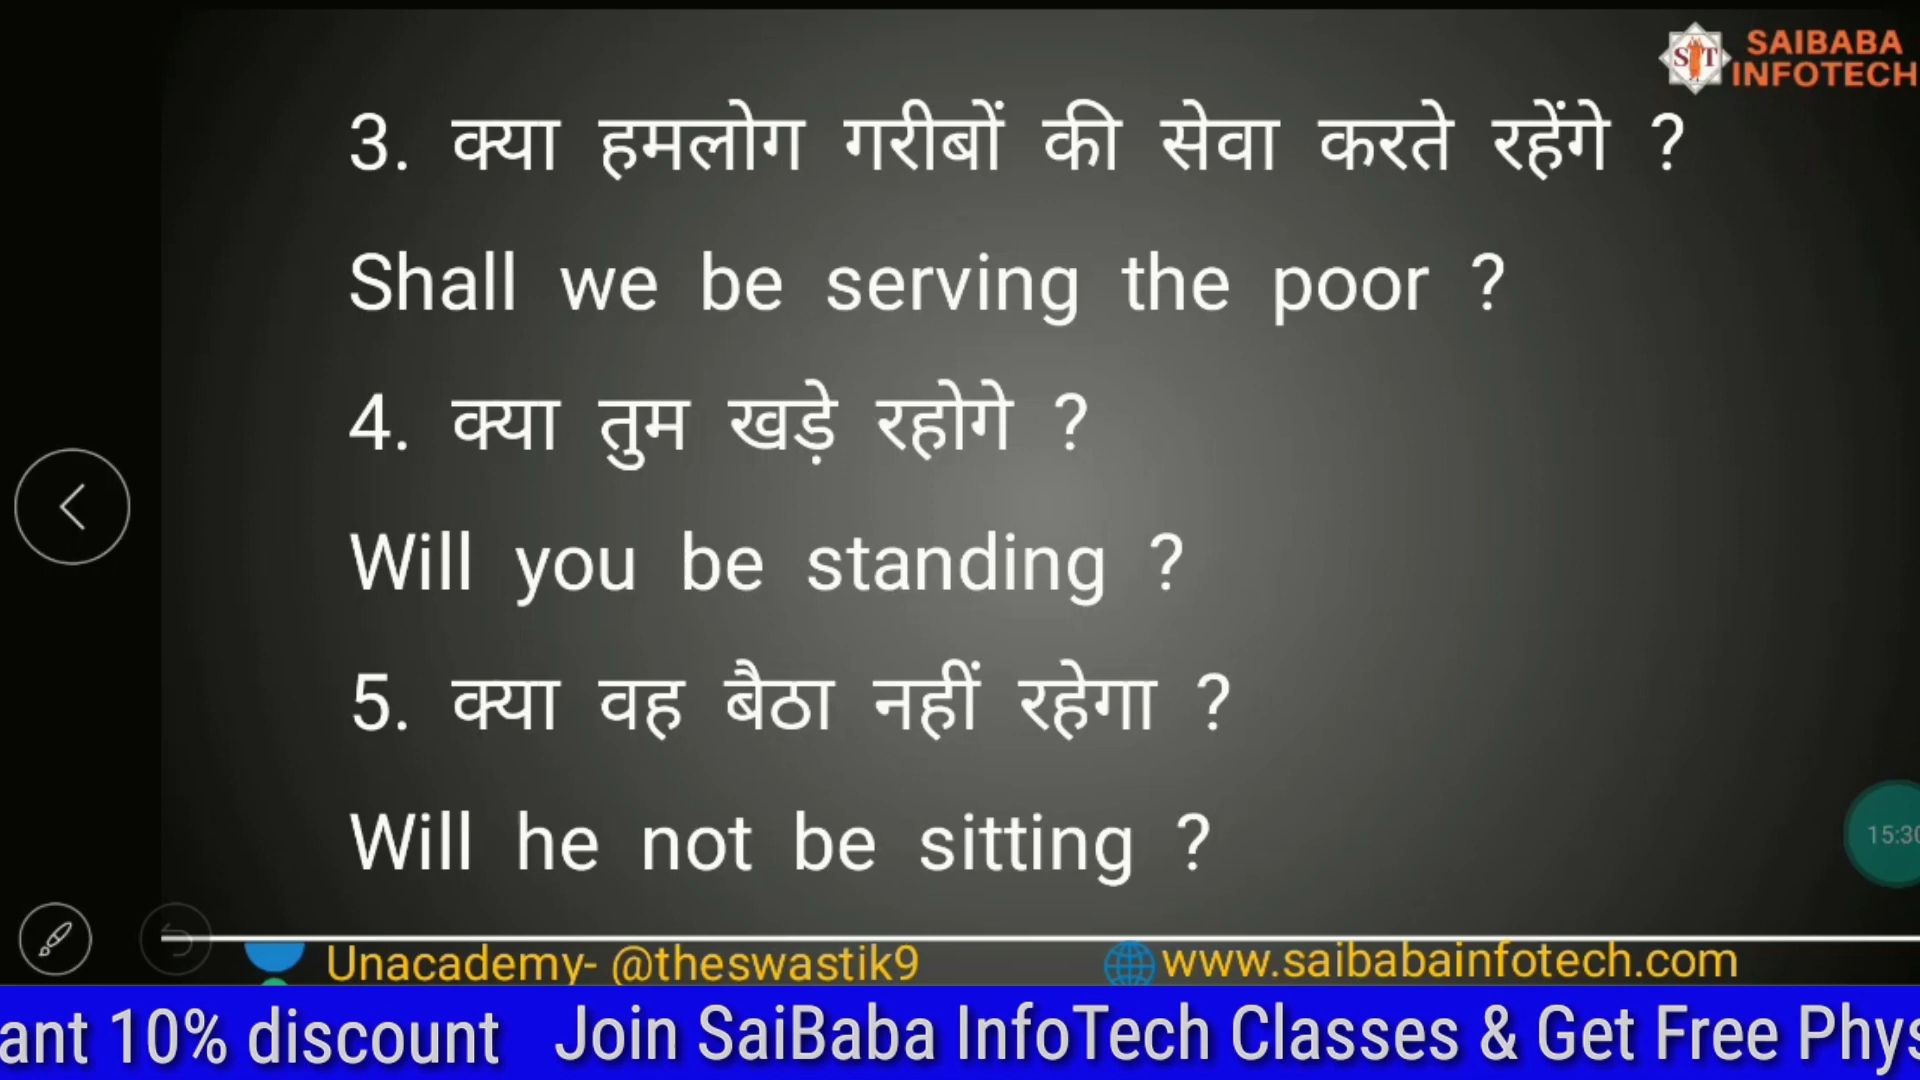 SAIBABA
INFOTECH
3. क्या हमलोग गरीबों की सेवा करते रहेंगे ?
Shall we be serving the poor ?
4. क्या तुम खड़े रहोगे ?
Will you be standing ?
5. क्या वह बैठा नहीं रहेगा ?
Will he not be sitting ?
15:30
Unacademy- @theswastik9 www.saibabainfotech.com
ant 10% discount Join SaiBaba InfoTech Classes & Get Free Phys